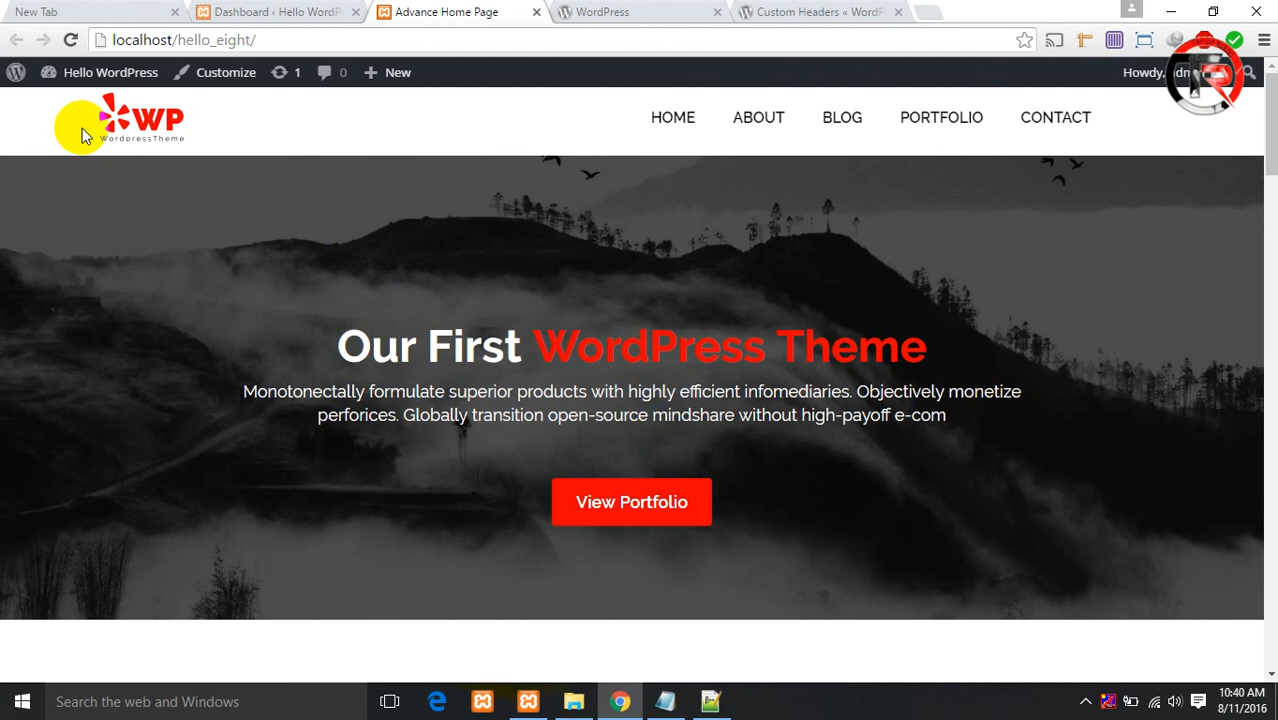 New Tab
Dashboard ‹ Hello WordP
Advance Home Page
WordPress
Custom Headers « WordP
localhost/hello_eight/
Hello WordPress
Customize
1
0
New
Howdy,
WP
WordpressTheme
HOME
ABOUT
BLOG
PORTFOLIO
CONTACT
Our First WordPress Theme
Monotonectally formulate superior products with highly efficient infomediaries. Objectively monetize
perforices. Globally transition open-source mindshare without high-payoff e-com
View Portfolio
Search the web and Windows
10:40 AM
8/11/2016